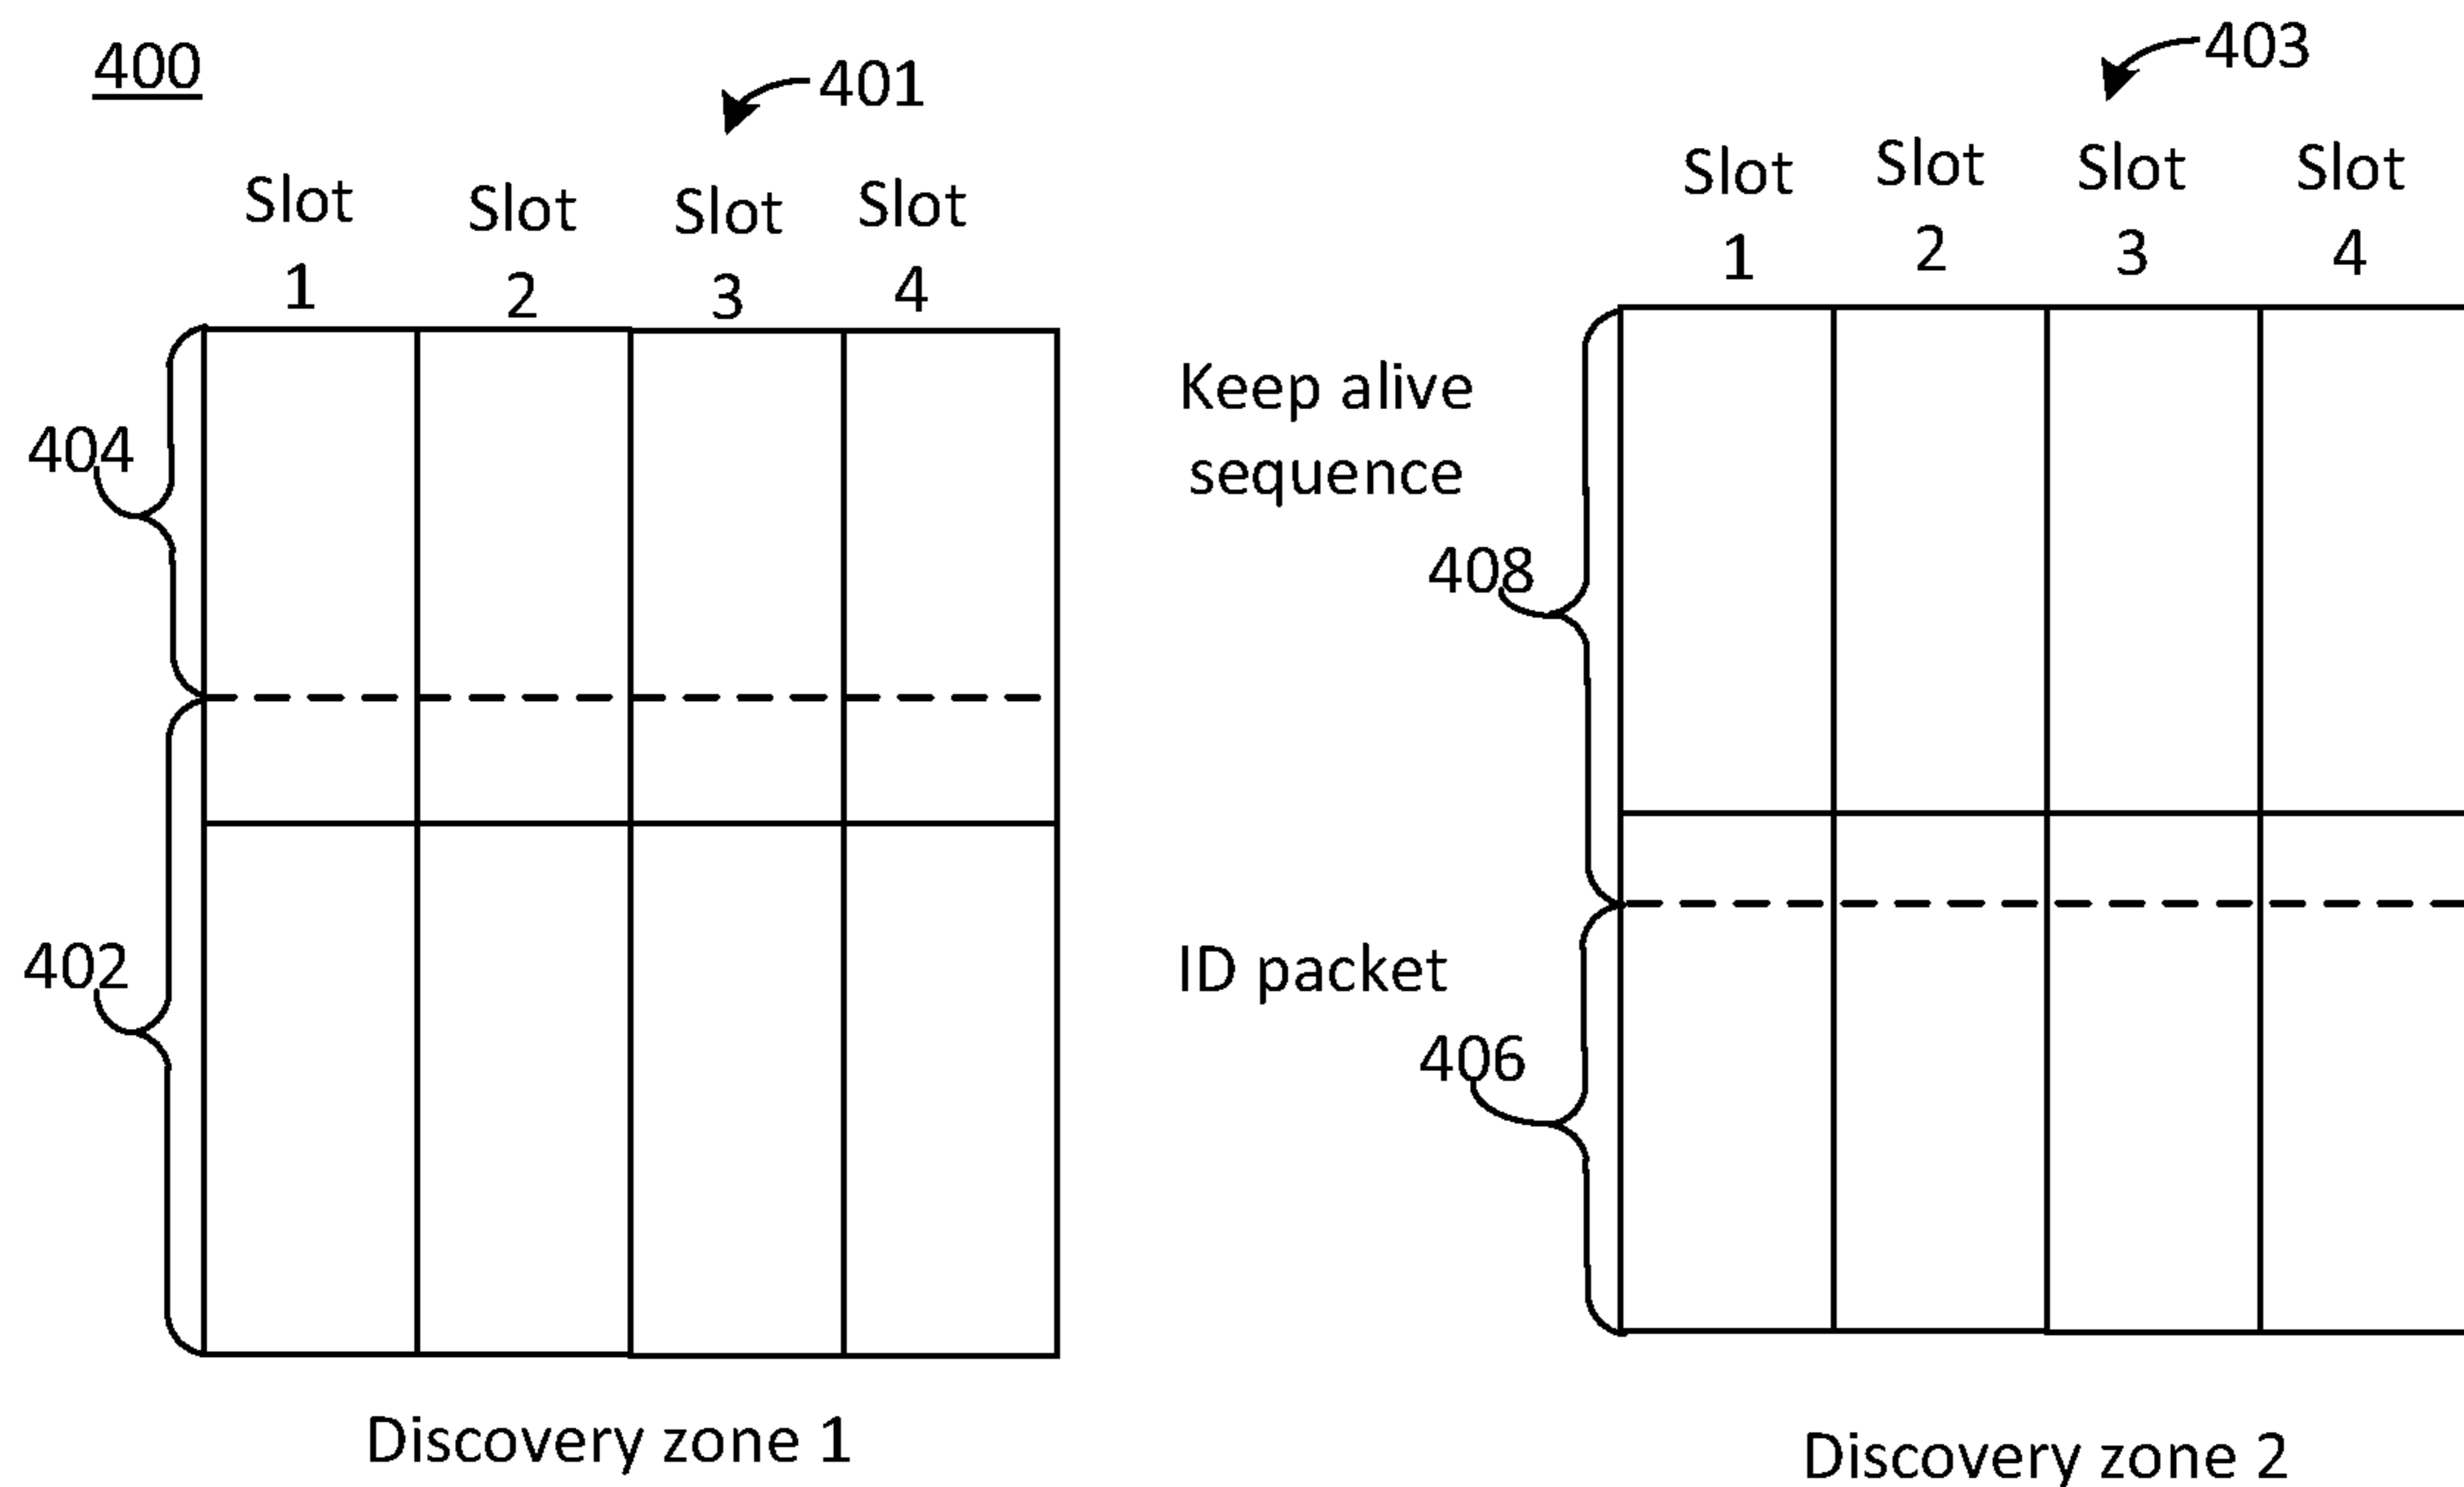 400
401
403
Slot
1
Slot
2
Slot
3
Slot
4
Slot
1
Slot
2
Slot
3
Slot
4
404
Keep alive
sequence
408
402
ID packet
406
Discovery zone 1
Discovery zone 2